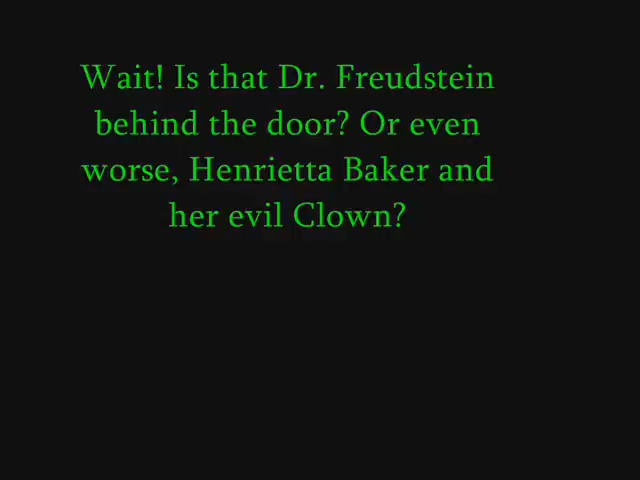 Wait! Is that Dr. Freudstein
behind the door? Or even
worse, Henrietta Baker and
her evil Clown?